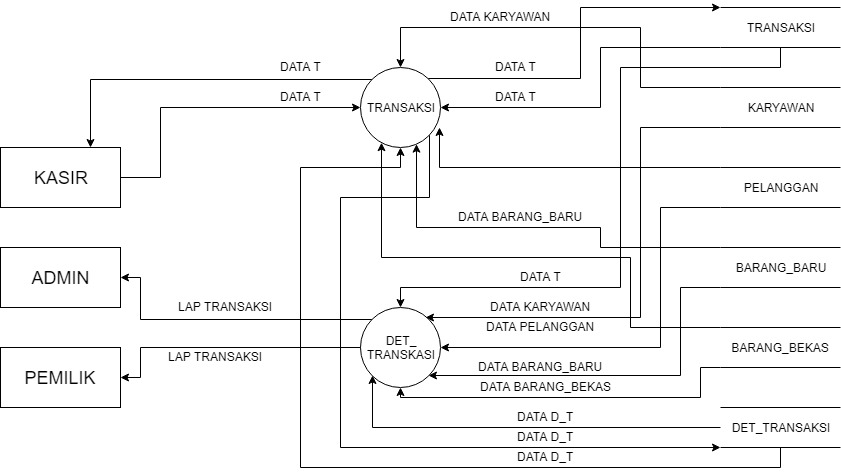 DATA KARYAWAN
TRANSAKSI
DATA T
DATA T
DATA T
DATA T
TRANSAKSI
KARYAWAN
KASIR
PELANGGAN
DATA BARANG_BARU
ADMIN
DATA T
BARANG_BARU
LAP TRANSAKSI
DATA KARYAWAN
DATA PELANGGAN
DET_
TRANSKASI
BARANG_BEKAS
LAP TRANSAKSI
PEMILIK
DATA BARANG_BARU
DATA BARANG_BEKAS
DATA D_T
DET_TRANSAKSI
DATA D_T
DATA D_T